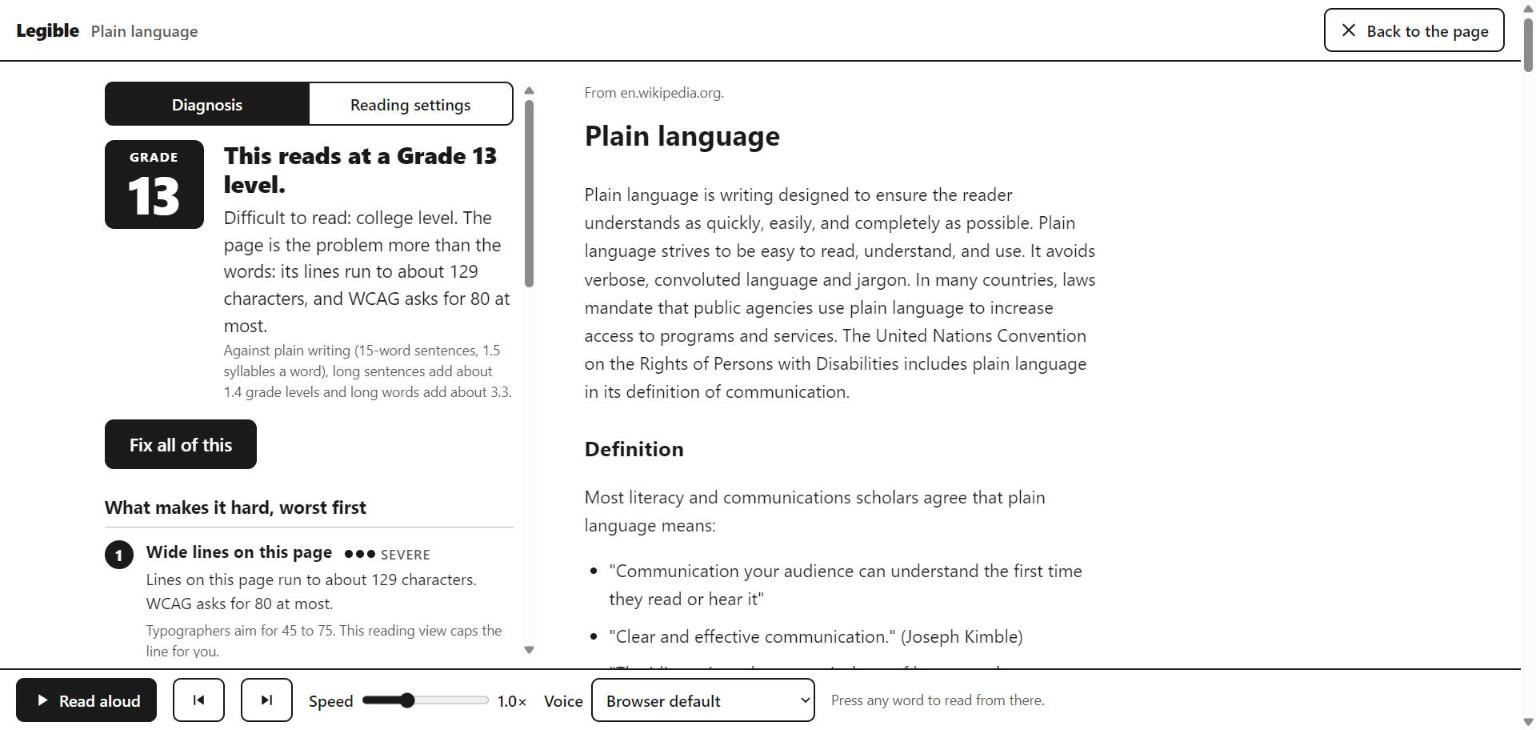 Legible Plain language
Back to the page
Diagnosis
Reading settings
GRADE
13
This reads at a Grade 13
level.
Difficult to read: college level. The
page is the problem more than the
words: its lines run to about 129
characters, and WCAG asks for 80 at
most.
Against plain writing (15-word sentences, 1.5
syllables a word), long sentences add about
1.4 grade levels and long words add about 3.3.
Fix all of this
What makes it hard, worst first
1 Wide lines on this page SEVERE
Lines on this page run to about 129 characters.
WCAG asks for 80 at most.
Typographers aim for 45 to 75. This reading view caps the
line for you.
From en.wikipedia.org.
Plain language
Plain language is writing designed to ensure the reader
understands as quickly, easily, and completely as possible. Plain
language strives to be easy to read, understand, and use. It avoids
verbose, convoluted language and jargon. In many countries, laws
mandate that public agencies use plain language to increase
access to programs and services. The United Nations Convention
on the Rights of Persons with Disabilities includes plain language
in its definition of communication.
Definition
Most literacy and communications scholars agree that plain
language means:
"Communication your audience can understand the first time
they read or hear it"
"Clear and effective communication." (Joseph Kimble)
Read aloud
Speed 1.0×
Voice Browser default
Press any word to read from there.